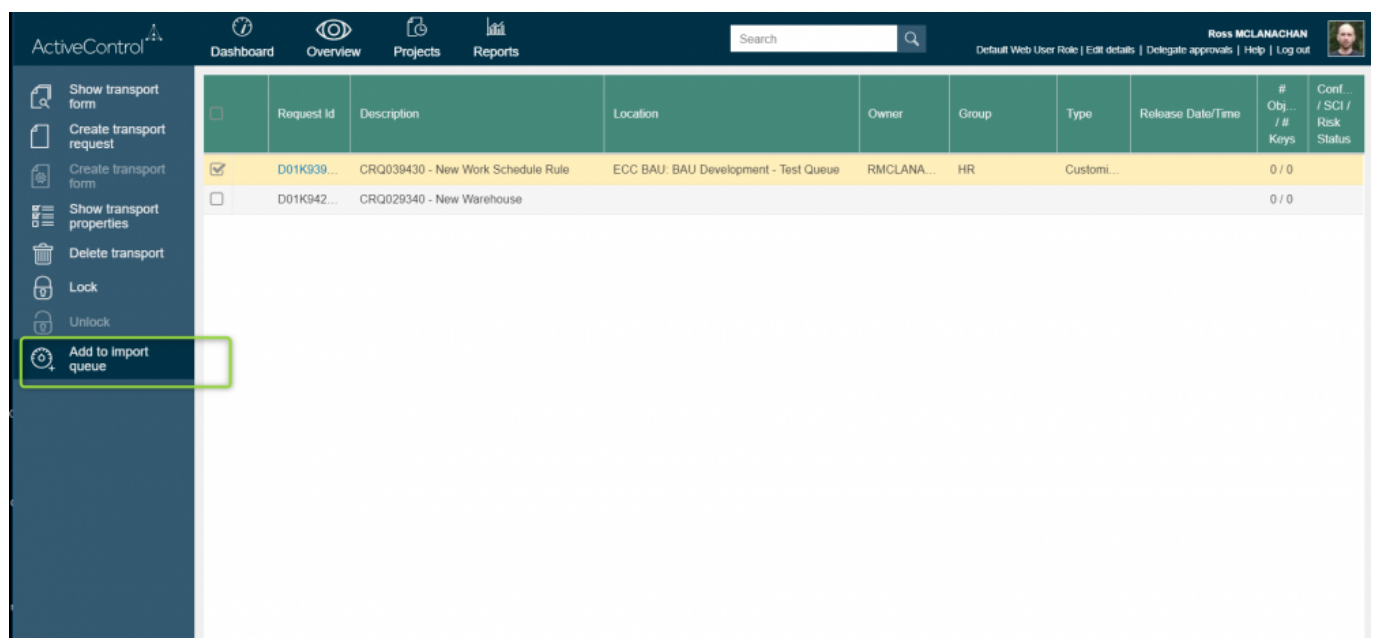 ActiveControl
Dashboard
Overview
Projects
Reports
Search
Ross MCLANACHAN
Default Web User Role | Edit details | Delegate approvals | Help | Log out
Show transport
form
Create transport
request
Create transport
form
Show transport
properties
Delete transport
Lock
Unlock
Add to import
queue
Request Id
Description
Location
Owner
Group
Type
Release Date/Time
#
Obj...
/ #
Keys
Conf...
/ SCI /
Risk
Status
D01K939... CRQ039430 - New Work Schedule Rule ECC BAU: BAU Development - Test Queue RMCLANA... HR Customi... 0 / 0
D01K942... CRQ029340 - New Warehouse 0 / 0